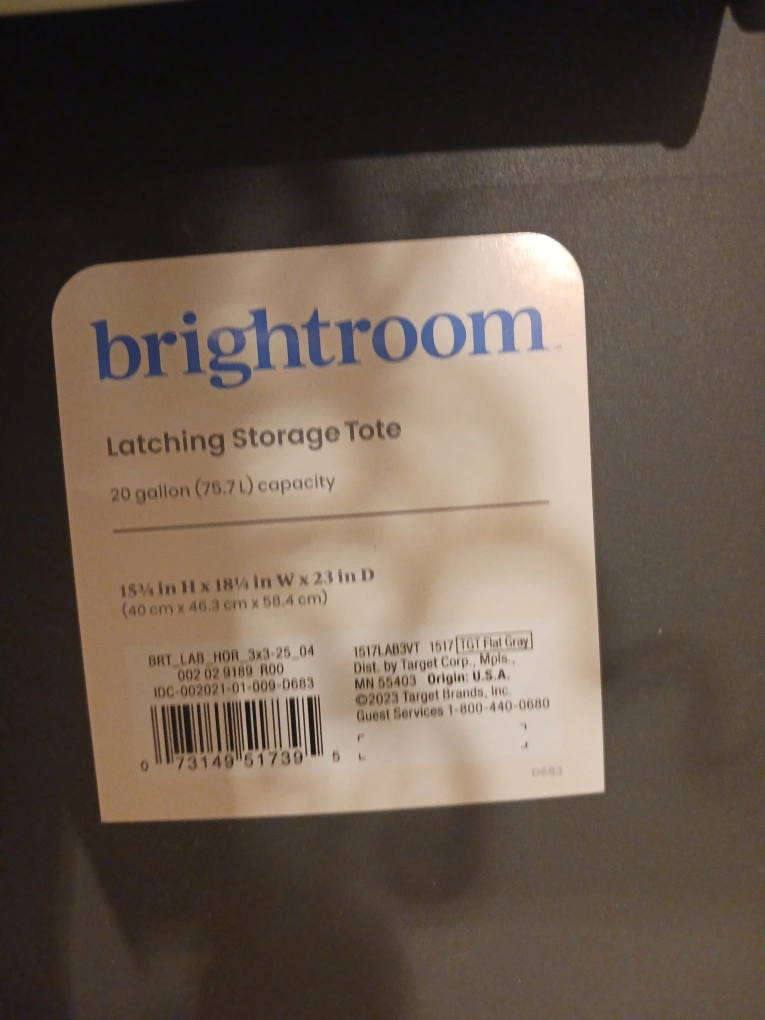 brightroom™
Latching Storage Tote
20 gallon (75.7 L) capacity
15¾ in H x 18¼ in W x 23 in D
(40 cm x 46.3 cm x 58.4 cm)
BRT_LAB_HOR_3x3-25_04
002 02 9189 R00
IDC-002021-01-009-D683
0 73149 51739 5
1517LAB3VT 1517 TGT Flat Gray
Dist. by Target Corp., Mpls.,
MN 55403 Origin: U.S.A.
©2023 Target Brands, Inc.
Guest Services 1-800-440-0680
D683